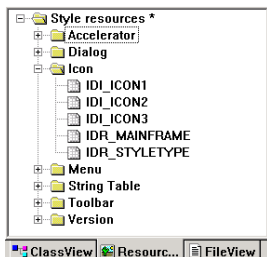 Style resources *
Accelerator
Dialog
Icon
IDI_ICON1
IDI_ICON2
IDI_ICON3
IDR_MAINFRAME
IDR_STYLETYPE
Menu
String Table
Toolbar
Version
ClassView Resourc... FileView